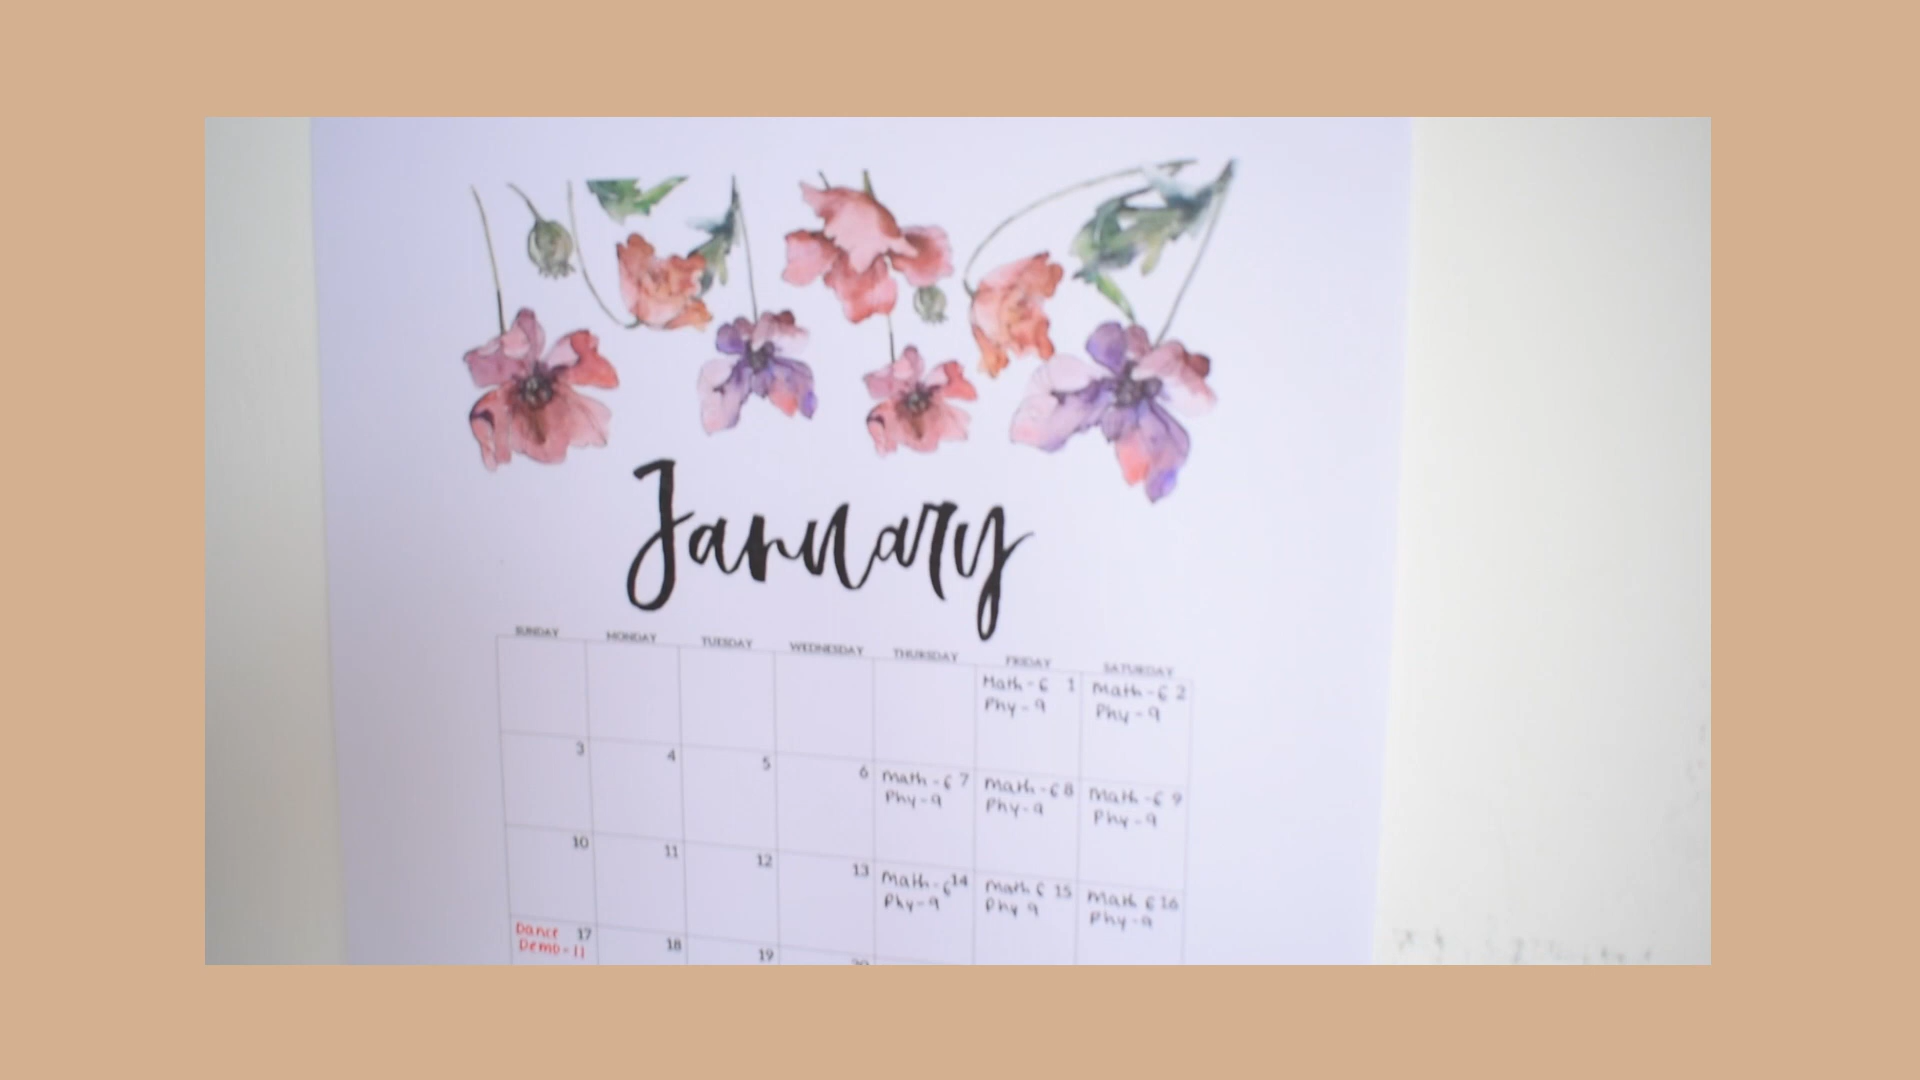 January
SUNDAY MONDAY TUESDAY WEDNESDAY THURSDAY FRIDAY SATURDAY
Math - 6 1 Math - 6 2
Phy - 9 Phy - 9
3 4 5 6 Math - 6 7 Math - 6 8 Math - 6 9
Phy - 9 Phy - 9 Phy - 9
10 11 12 13 Math - 6 14 Math 6 15 Math 6 16
Phy - 9 Phy 9 Phy - 9
Dance 17 18 19
Demo - 11